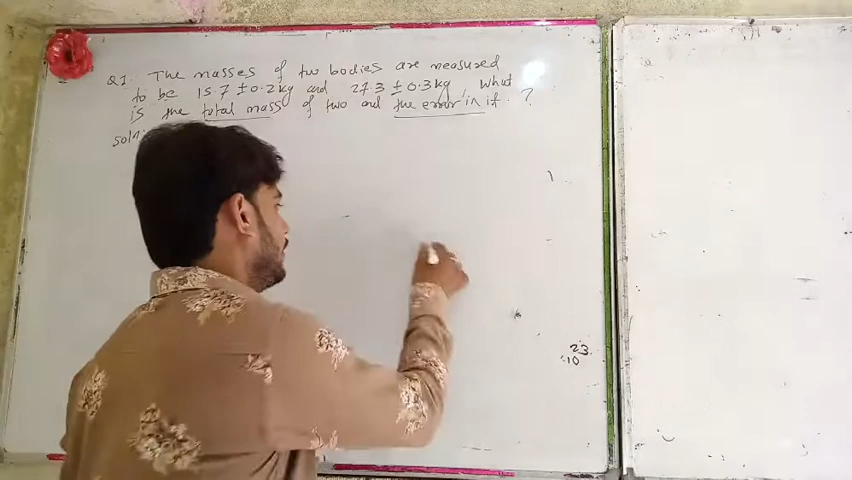 Q1. The masses of two bodies are measured
to be 15.7 ± 0.2 kg and 27.3 ± 0.3 kg, what
is the total mass of two and the error in it. ?
soln
23
10